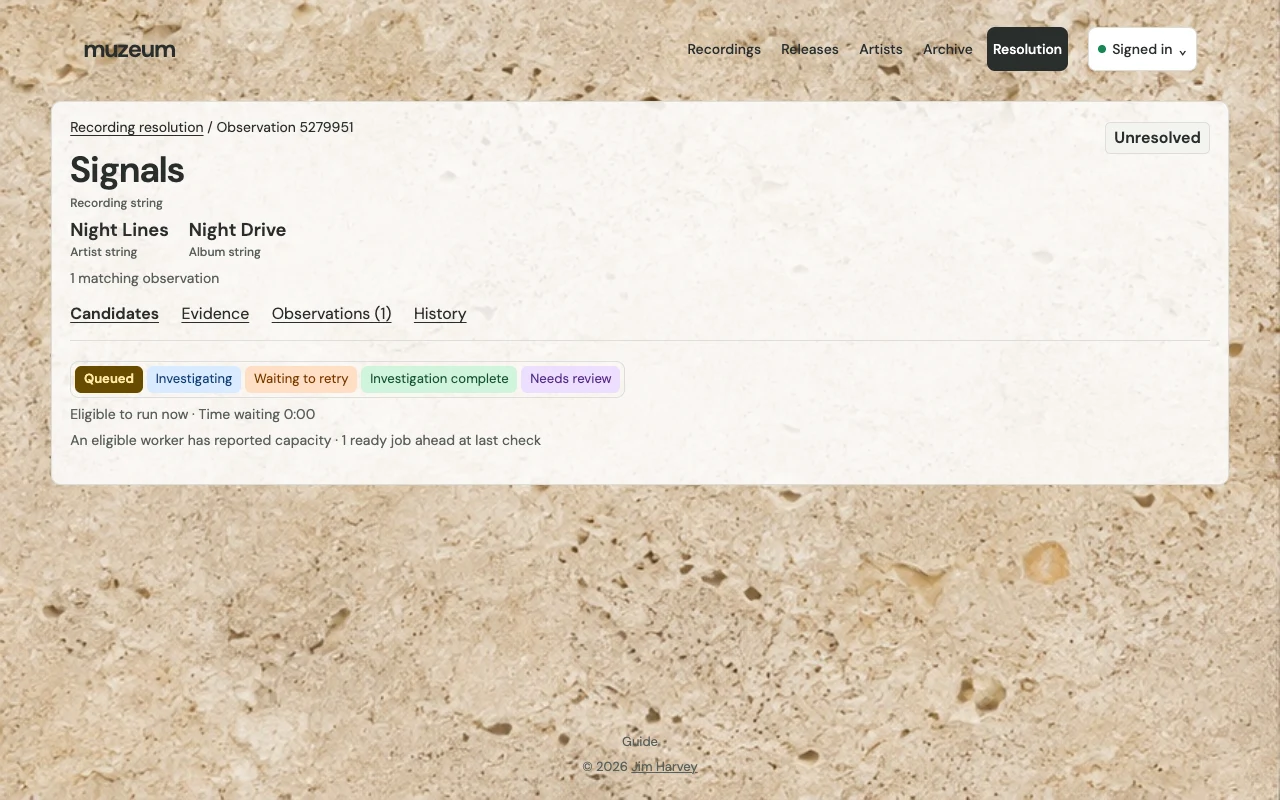 muzeum
Recordings Releases Artists Archive Resolution Signed in
Recording resolution / Observation 5279951
Unresolved
Signals
Recording string
Night Lines Night Drive
Artist string Album string
1 matching observation
Candidates Evidence Observations (1) History
Queued Investigating Waiting to retry Investigation complete Needs review
Eligible to run now · Time waiting 0:00
An eligible worker has reported capacity · 1 ready job ahead at last check
Guide ·
© 2026 Jim Harvey